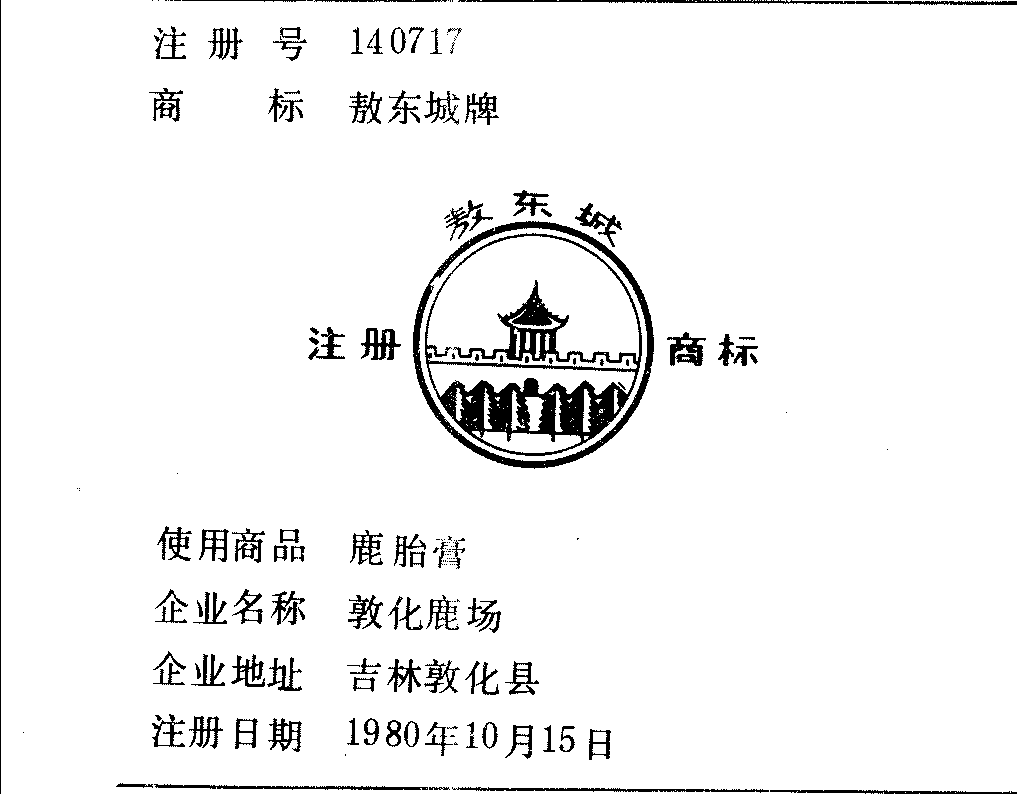 注册号 140717
商标 敖东城牌
敖东城
注册 商标
使用商品 鹿胎膏
企业名称 敦化鹿场
企业地址 吉林敦化县
注册日期 1980年10月15日